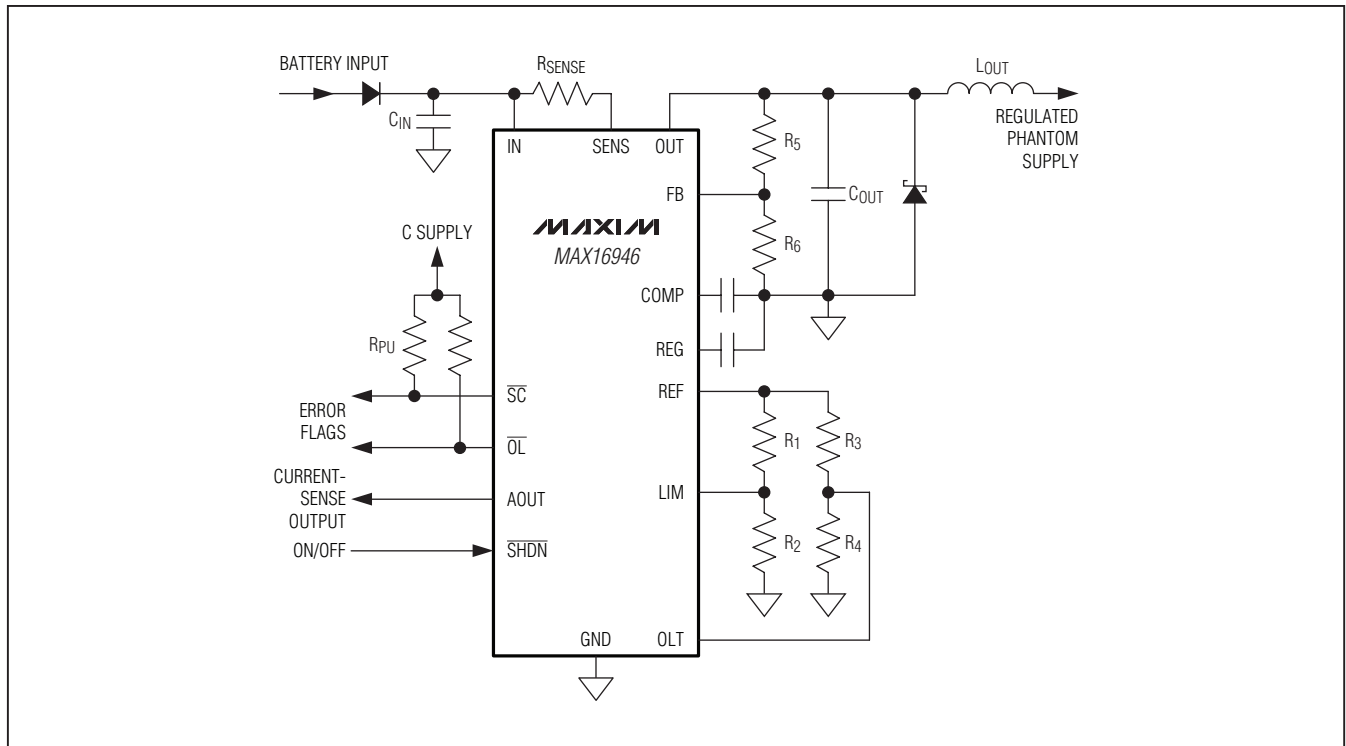 BATTERY INPUT
RSENSE
LOUT
CIN
REGULATED
PHANTOM
SUPPLY
IN
SENS
OUT
R5
FB
COUT
MAXIM
MAX16946
R6
C SUPPLY
COMP
RPU
REG
SC
REF
ERROR
FLAGS
R1
R3
OL
CURRENT-
SENSE
OUTPUT
AOUT
LIM
R2
R4
ON/OFF
SHDN
GND
OLT